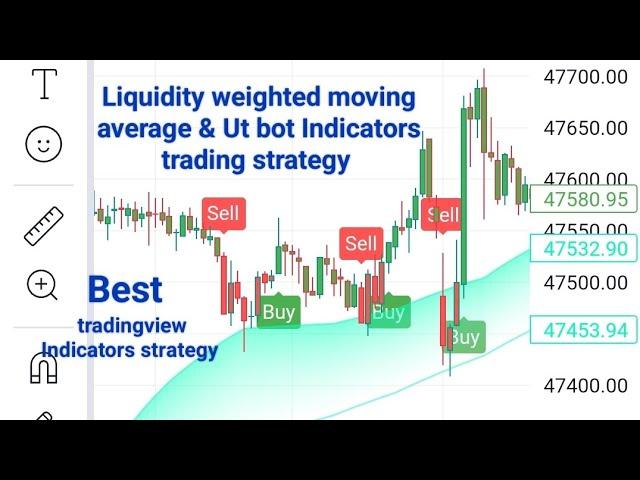 T
Liquidity weighted moving
average & Ut bot Indicators
trading strategy
47700.00
47650.00
47600.00
47580.95
47550.00
47532.90
47500.00
47453.94
47400.00
Sell
Sell
Sell
Buy
Buy
Buy
Best
tradingview
Indicators strategy